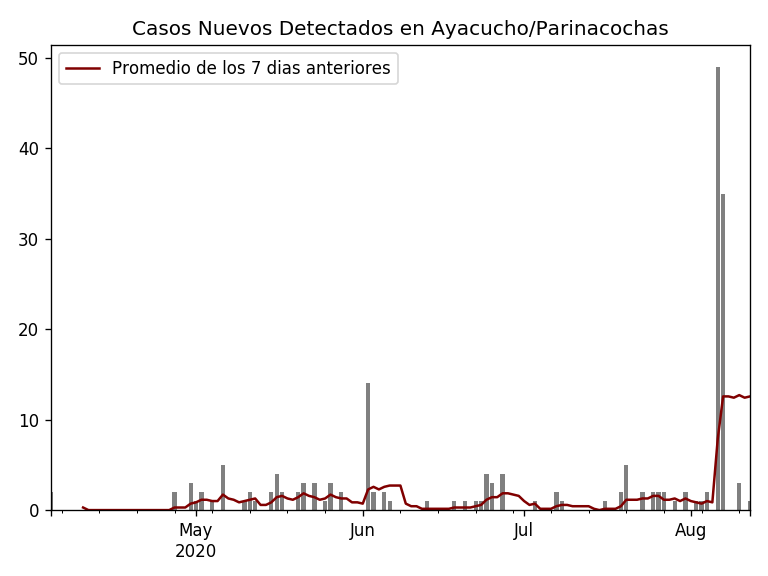 Casos Nuevos Detectados en Ayacucho/Parinacochas
Promedio de los 7 dias anteriores
50
40
30
20
10
0
May Jun Jul Aug
2020